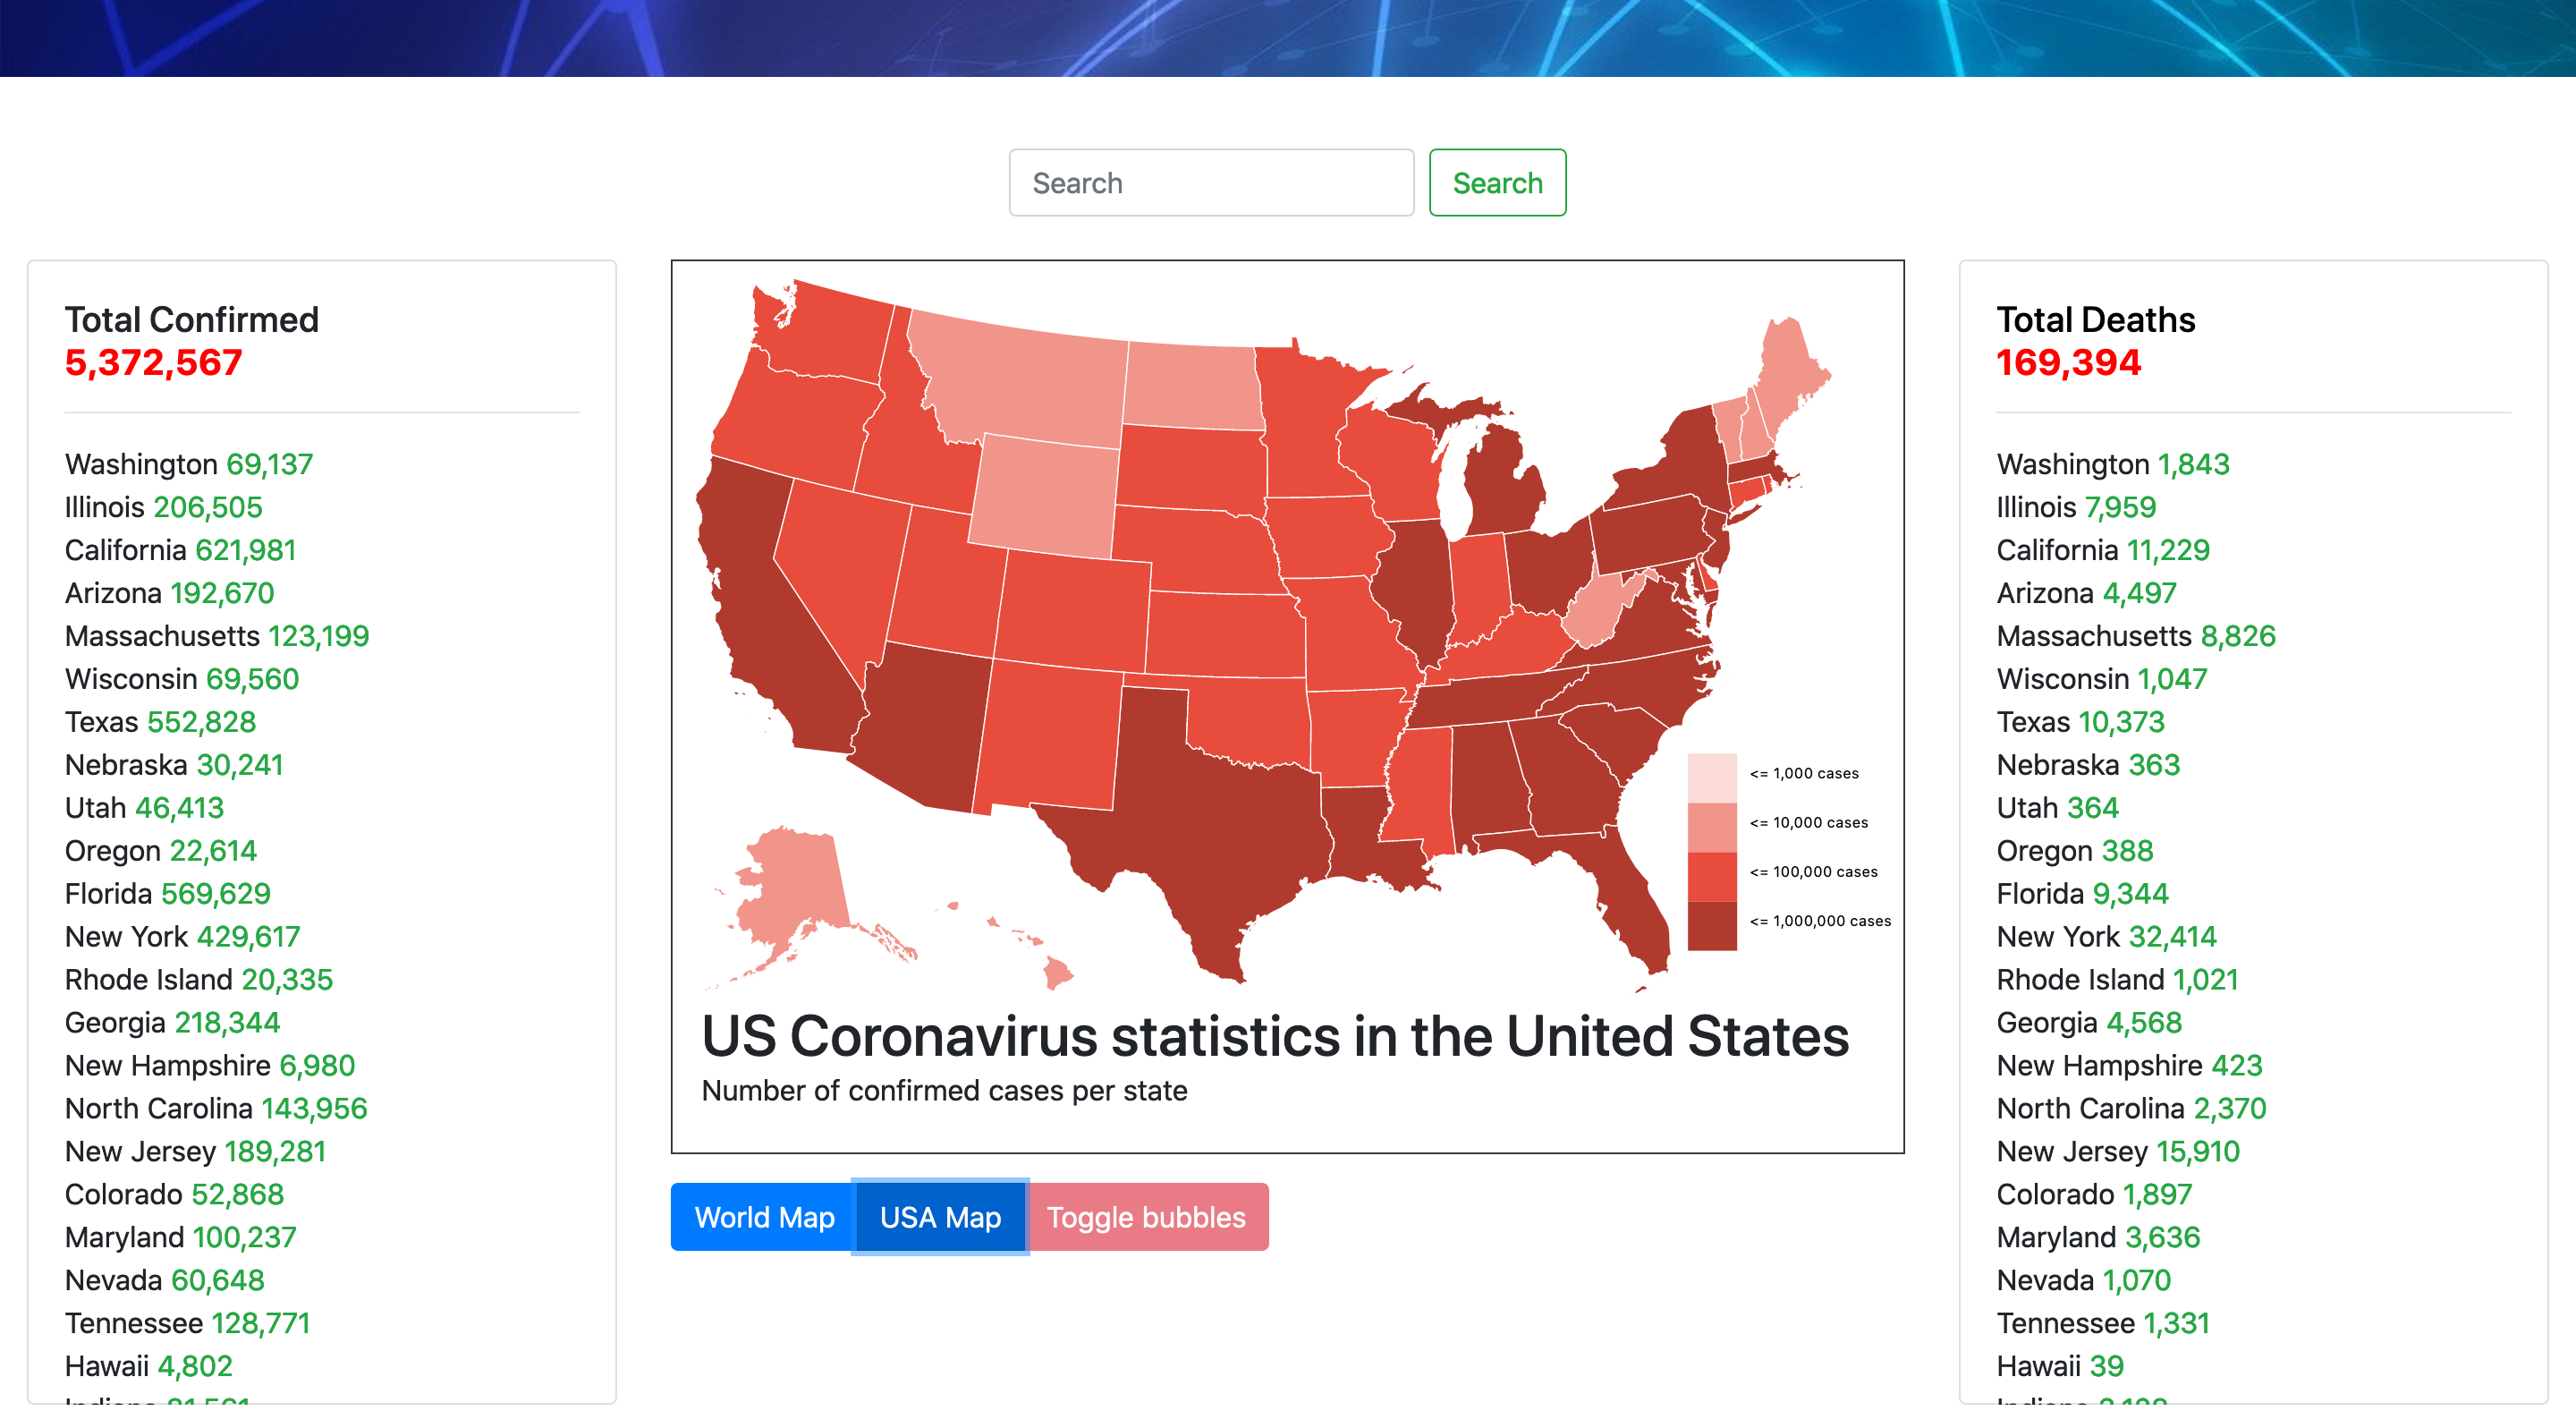 Search Search
Total Confirmed
5,372,567
Washington 69,137
Illinois 206,505
California 621,981
Arizona 192,670
Massachusetts 123,199
Wisconsin 69,560
Texas 552,828
Nebraska 30,241
Utah 46,413
Oregon 22,614
Florida 569,629
New York 429,617
Rhode Island 20,335
Georgia 218,344
New Hampshire 6,980
North Carolina 143,956
New Jersey 189,281
Colorado 52,868
Maryland 100,237
Nevada 60,648
Tennessee 128,771
Hawaii 4,802
<= 1,000 cases
<= 10,000 cases
<= 100,000 cases
<= 1,000,000 cases
US Coronavirus statistics in the United States
Number of confirmed cases per state
World Map USA Map Toggle bubbles
Total Deaths
169,394
Washington 1,843
Illinois 7,959
California 11,229
Arizona 4,497
Massachusetts 8,826
Wisconsin 1,047
Texas 10,373
Nebraska 363
Utah 364
Oregon 388
Florida 9,344
New York 32,414
Rhode Island 1,021
Georgia 4,568
New Hampshire 423
North Carolina 2,370
New Jersey 15,910
Colorado 1,897
Maryland 3,636
Nevada 1,070
Tennessee 1,331
Hawaii 39